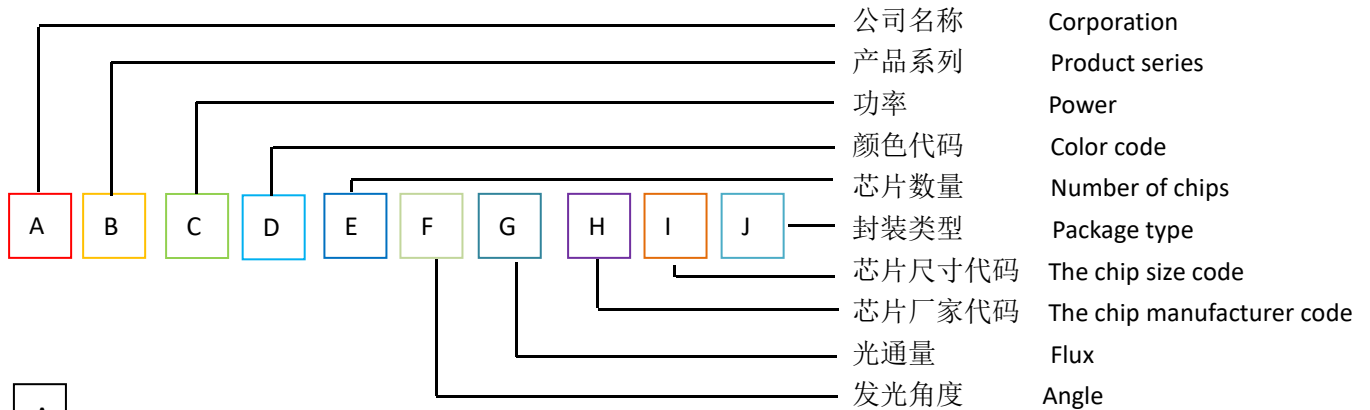 公司名称 Corporation
产品系列 Product series
功率 Power
颜色代码 Color code
芯片数量 Number of chips
A B C D E F G H I J 封装类型 Package type
芯片尺寸代码 The chip size code
芯片厂家代码 The chip manufacturer code
光通量 Flux
发光角度 Angle